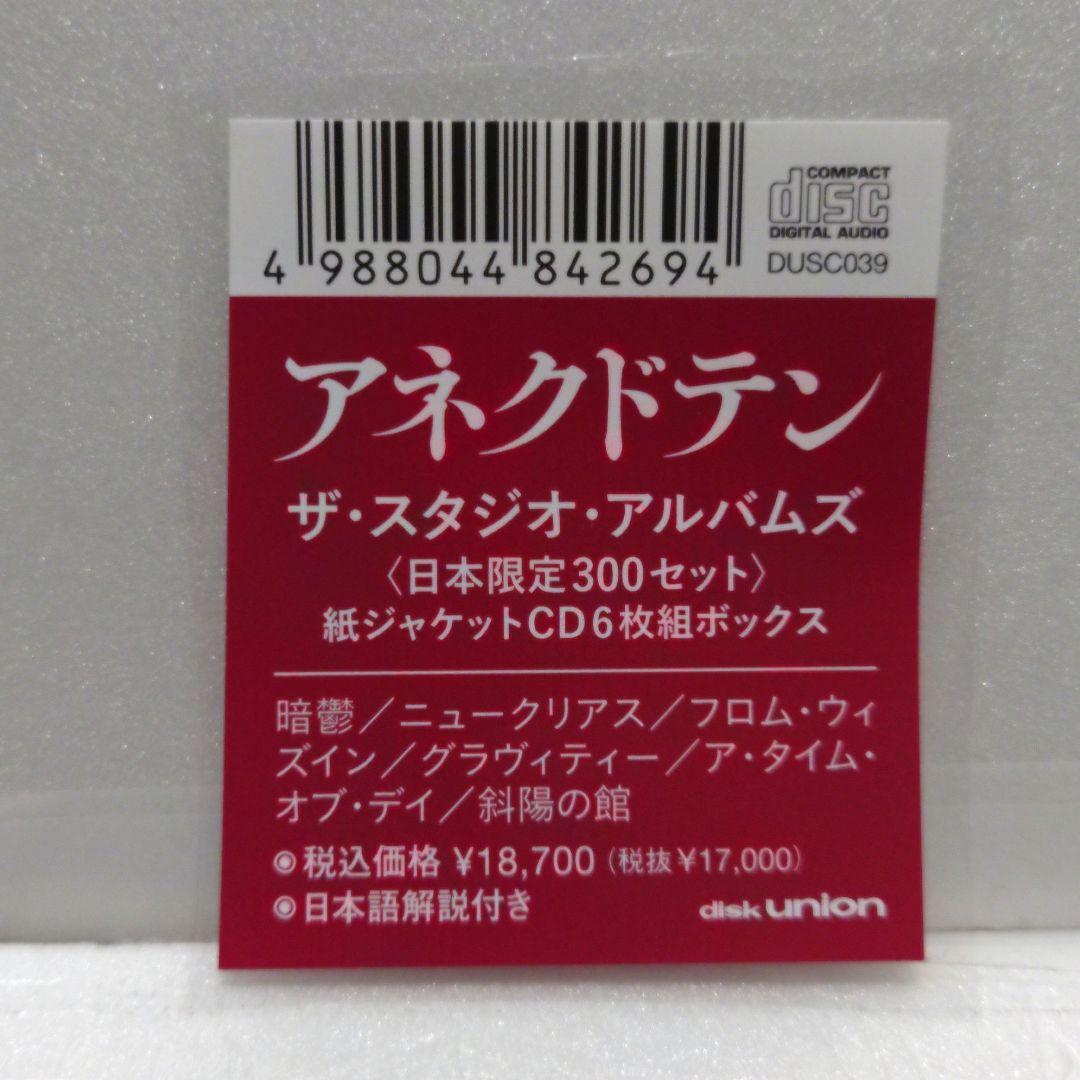 COMPACT
disc
DIGITAL AUDIO
4 988044 842694
DUSC039
アネクドテン
ザ・スタジオ・アルバムズ
〈日本限定300セット〉
紙ジャケットCD6枚組ボックス
暗鬱／ニュークリアス／フロム・ウィ
ズイン／グラヴィティー／ア・タイム・
オブ・デイ／斜陽の館
◉税込価格 ¥18,700（税抜¥17,000）
◉日本語解説付き
disk union